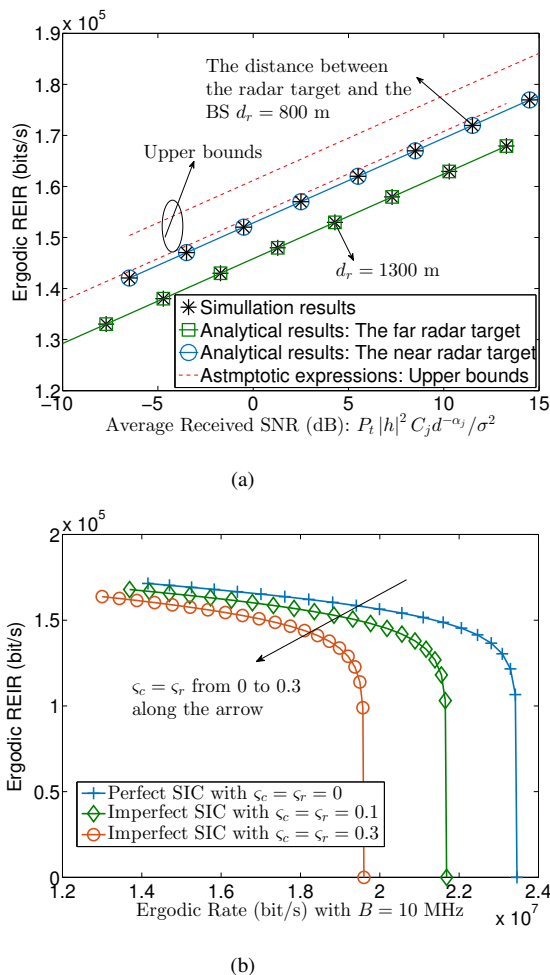 x 10^5
1.9
1.8
1.7
1.6
1.5
1.4
1.3
1.2
Ergodic REIR (bits/s)
The distance between
the radar target and the
BS d_r = 800 m
Upper bounds
d_r = 1300 m
Simullation results
Analytical results: The far radar target
Analytical results: The near radar target
Astmptotic expressions: Upper bounds
−10 −5 0 5 10 15
Average Received SNR (dB): P_t |h|^2 C_j d^{-α_j}/σ^2
(a)
x 10^5
2
1.5
1
0.5
0
Ergodic REIR (bit/s)
ς_c = ς_r from 0 to 0.3
along the arrow
Perfect SIC with ς_c = ς_r = 0
Imperfect SIC with ς_c = ς_r = 0.1
Imperfect SIC with ς_c = ς_r = 0.3
1.2 1.4 1.6 1.8 2 2.2 2.4
Ergodic Rate (bit/s) with B = 10 MHz
x 10^7
(b)